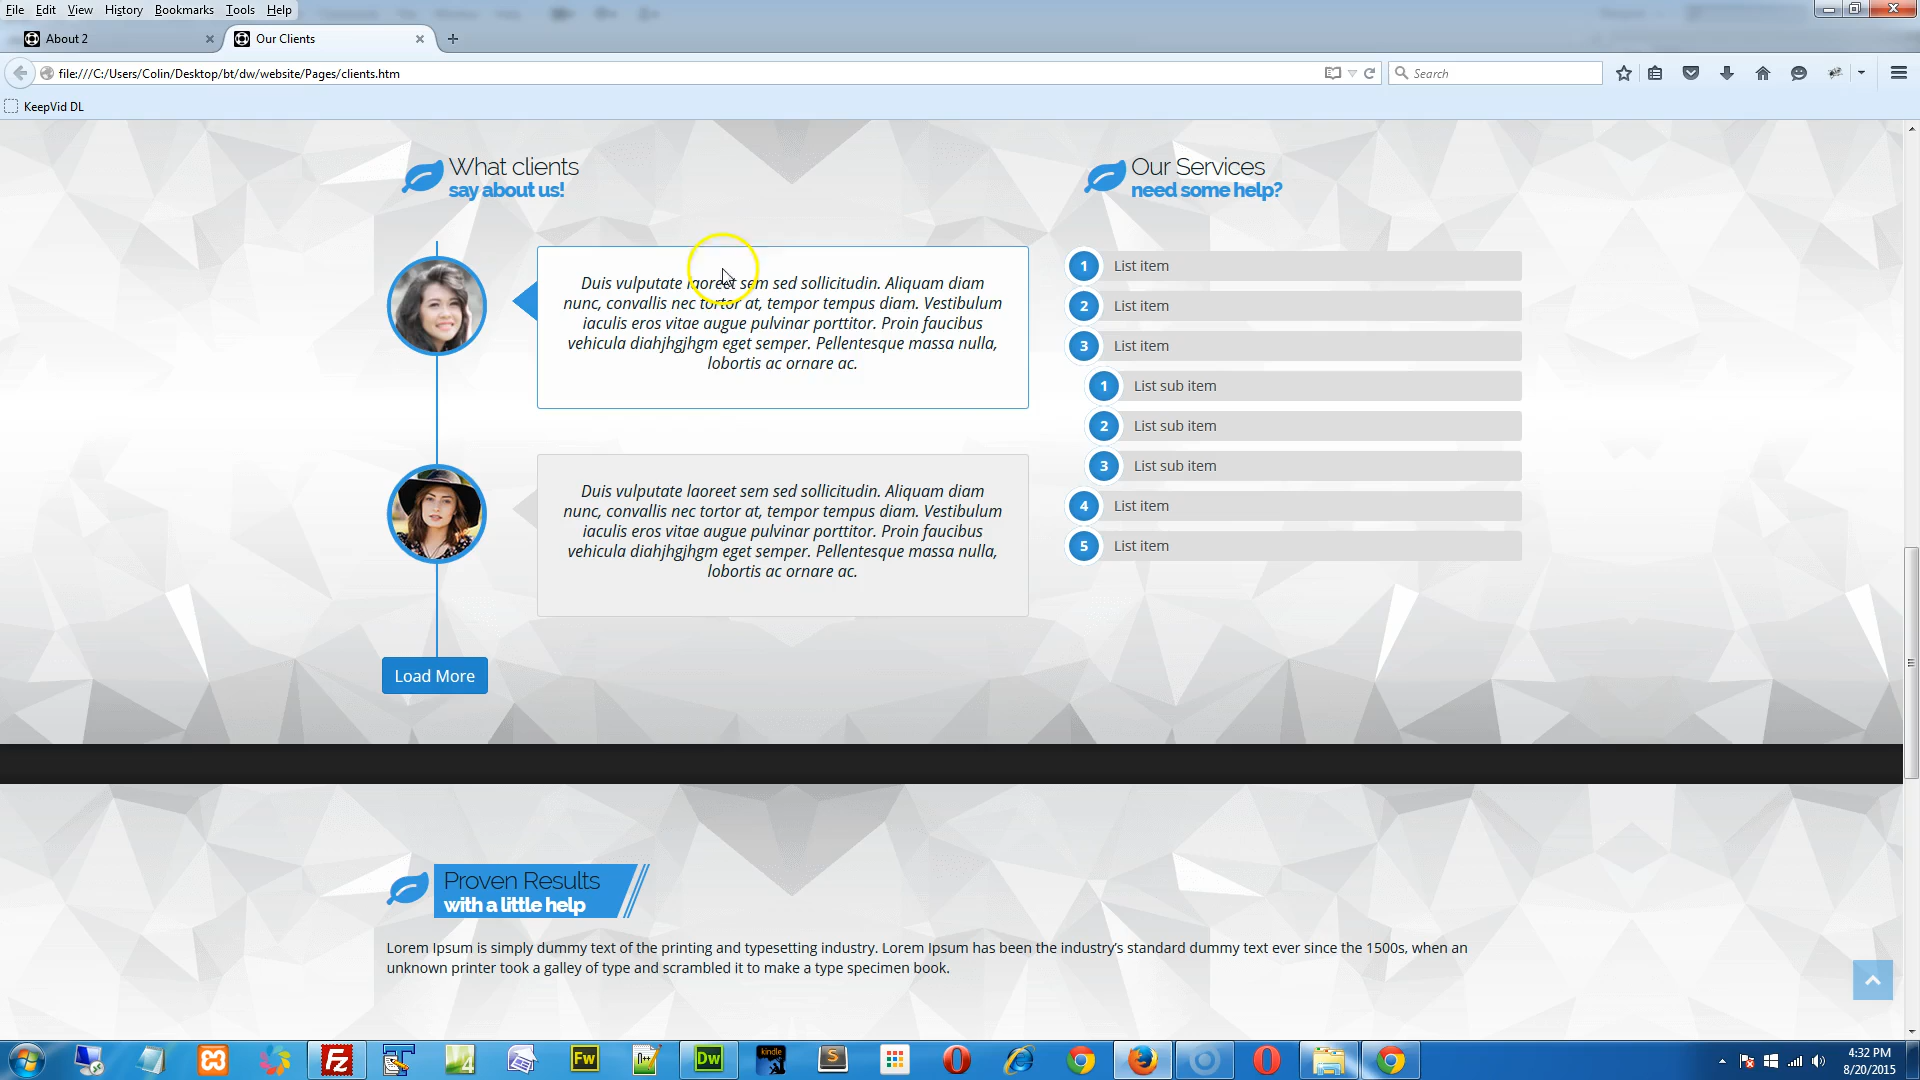 File Edit View History Bookmarks Tools Help
About 2
Our Clients
file:///C:/Users/Colin/Desktop/bt/dw/website/Pages/clients.htm
Search
KeepVid DL
What clients
say about us!
Duis vulputate laoreet sem sed sollicitudin. Aliquam diam
nunc, convallis nec tortor at, tempor tempus diam. Vestibulum
iaculis eros vitae augue pulvinar porttitor. Proin faucibus
vehicula diahjhgjhgm eget semper. Pellentesque massa nulla,
lobortis ac ornare ac.
Duis vulputate laoreet sem sed sollicitudin. Aliquam diam
nunc, convallis nec tortor at, tempor tempus diam. Vestibulum
iaculis eros vitae augue pulvinar porttitor. Proin faucibus
vehicula diahjhgjhgm eget semper. Pellentesque massa nulla,
lobortis ac ornare ac.
Load More
Our Services
need some help?
1 List item
2 List item
3 List item
1 List sub item
2 List sub item
3 List sub item
4 List item
5 List item
Proven Results
with a little help
Lorem Ipsum is simply dummy text of the printing and typesetting industry. Lorem Ipsum has been the industry's standard dummy text ever since the 1500s, when an
unknown printer took a galley of type and scrambled it to make a type specimen book.
Fz
4
Fw
n++
Dw
kindle
S
4:32 PM
8/20/2015